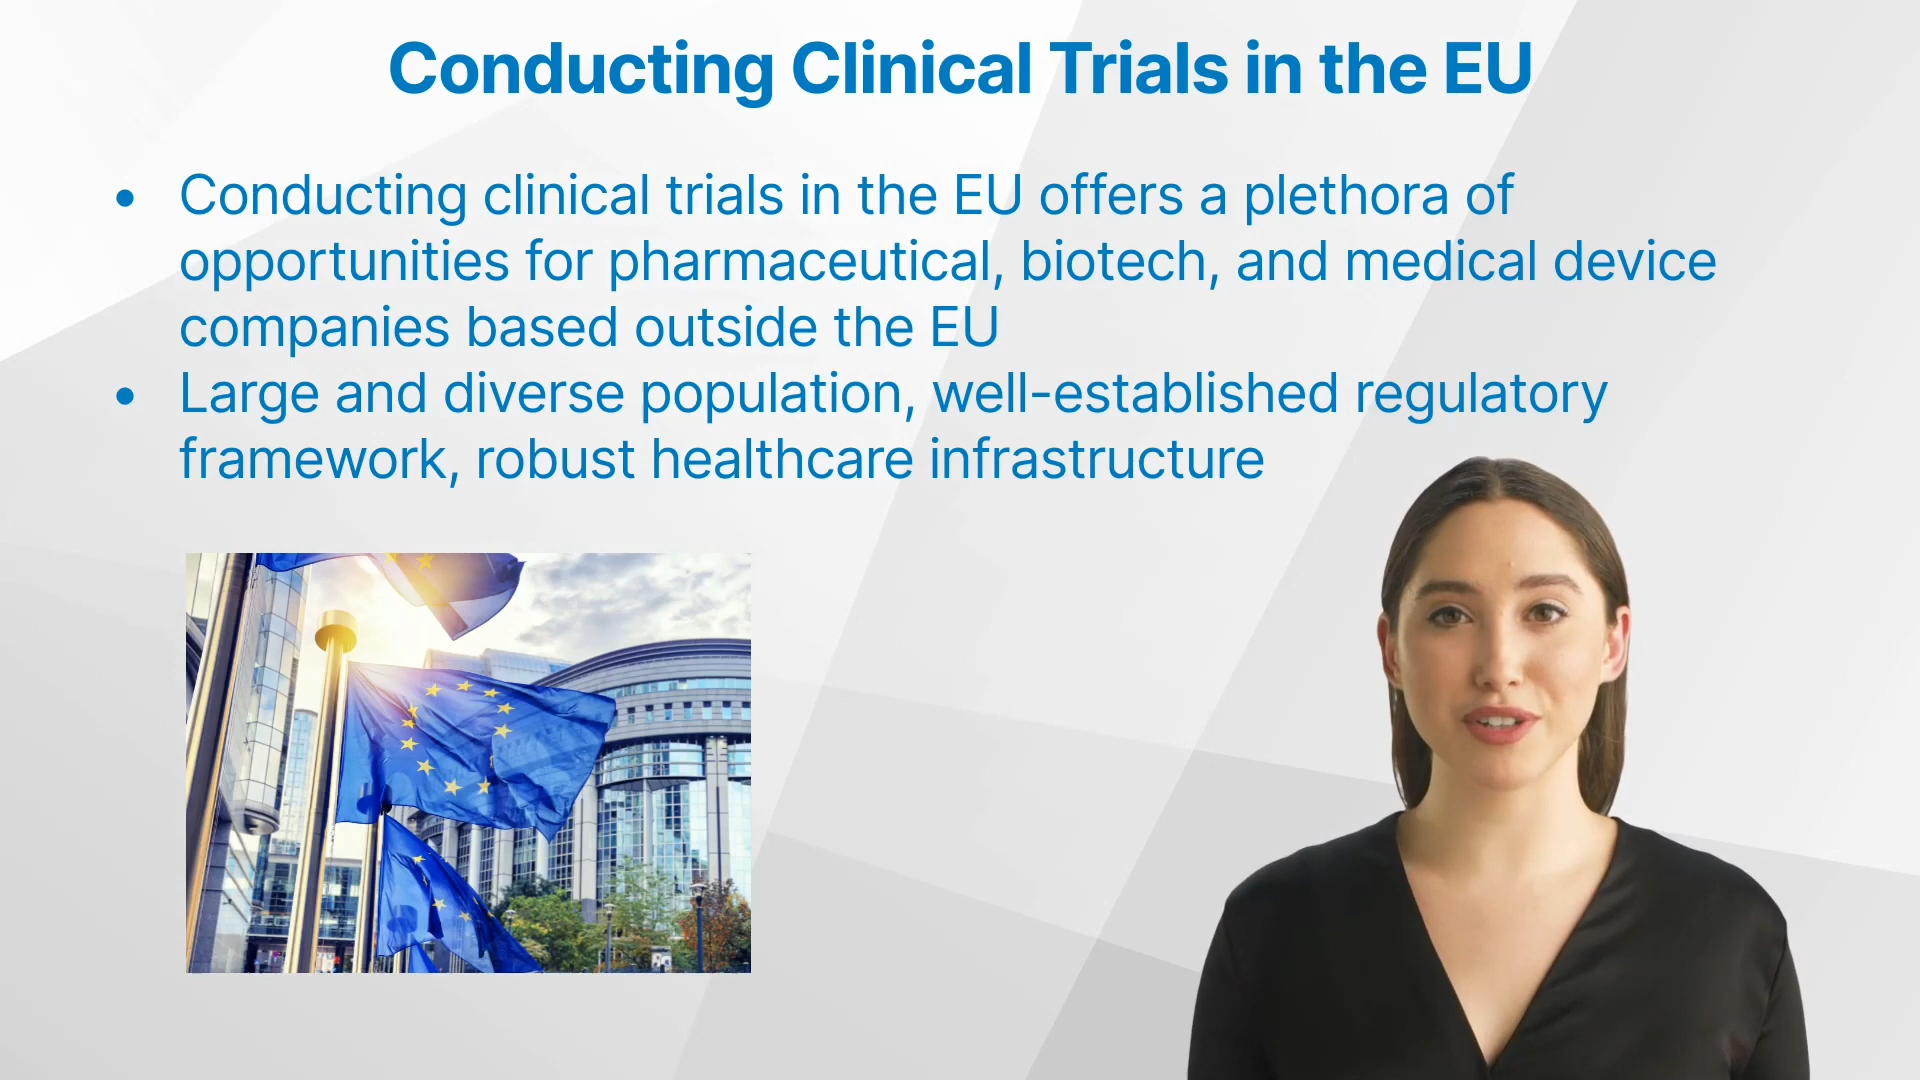 Conducting Clinical Trials in the EU
• Conducting clinical trials in the EU offers a plethora of
opportunities for pharmaceutical, biotech, and medical device
companies based outside the EU
• Large and diverse population, well-established regulatory
framework, robust healthcare infrastructure